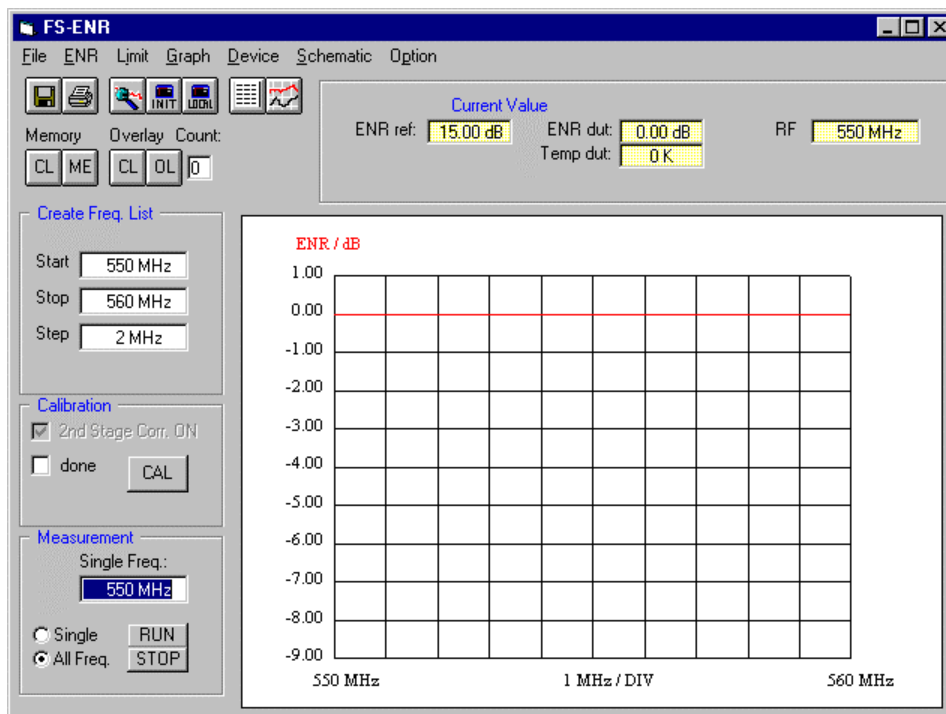 FS-ENR
File ENR Limit Graph Device Schematic Option
INIT LOCAL
Memory Overlay Count:
CL ME CL OL 0
Current Value
ENR ref: 15.00 dB ENR dut: 0.00 dB RF 550 MHz
Temp dut: 0 K
Create Freq. List
Start 550 MHz
Stop 560 MHz
Step 2 MHz
Calibration
2nd Stage Corr. ON
done CAL
Measurement
Single Freq.:
550 MHz
Single RUN
All Freq. STOP
ENR / dB
1.00
0.00
-1.00
-2.00
-3.00
-4.00
-5.00
-6.00
-7.00
-8.00
-9.00
550 MHz 1 MHz / DIV 560 MHz